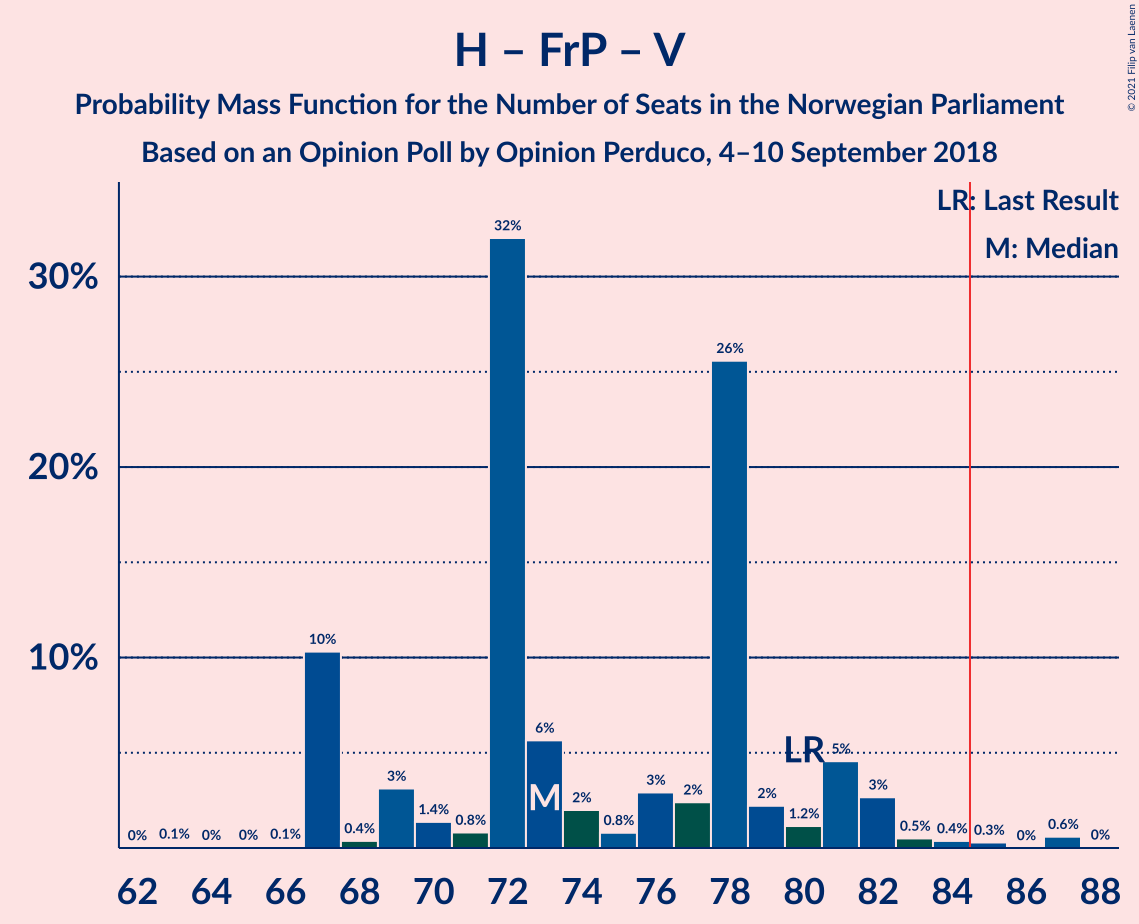 H – FrP – V
Probability Mass Function for the Number of Seats in the Norwegian Parliament
Based on an Opinion Poll by Opinion Perduco, 4–10 September 2018
© 2021 Filip van Laenen
LR: Last Result
M: Median
30%
20%
10%
0% 0.1% 0% 0% 0.1% 10% 0.4% 3% 1.4% 0.8% 32% 6% 2% 0.8% 3% 2% 26% 2% 1.2% 5% 3% 0.5% 0.4% 0.3% 0% 0.6% 0%
LR
M
62 64 66 68 70 72 74 76 78 80 82 84 86 88